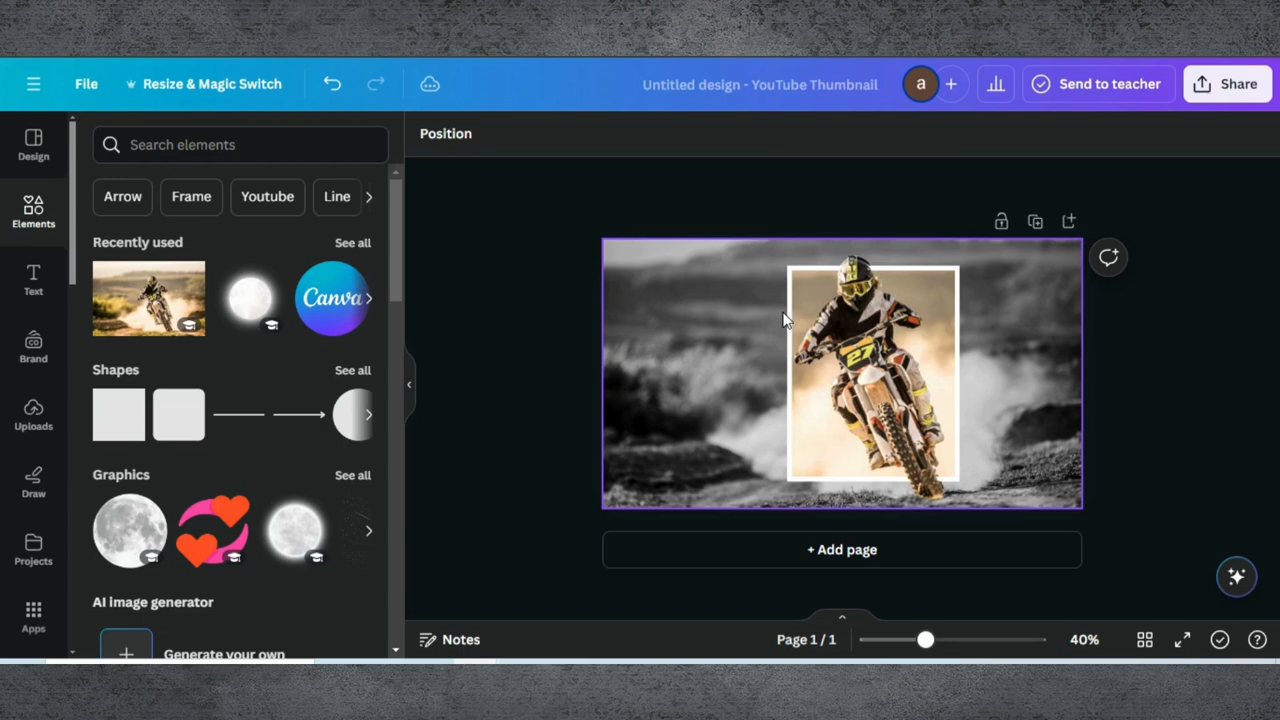 File
Resize & Magic Switch
Untitled design - YouTube Thumbnail
a
+
Send to teacher
Share
Design
Elements
Text
Brand
Uploads
Draw
Projects
Apps
Search elements
Arrow
Frame
Youtube
Line
Recently used
See all
Canva
Shapes
See all
Graphics
See all
AI image generator
Generate your own
Position
27
+ Add page
Notes
Page 1 / 1
40%